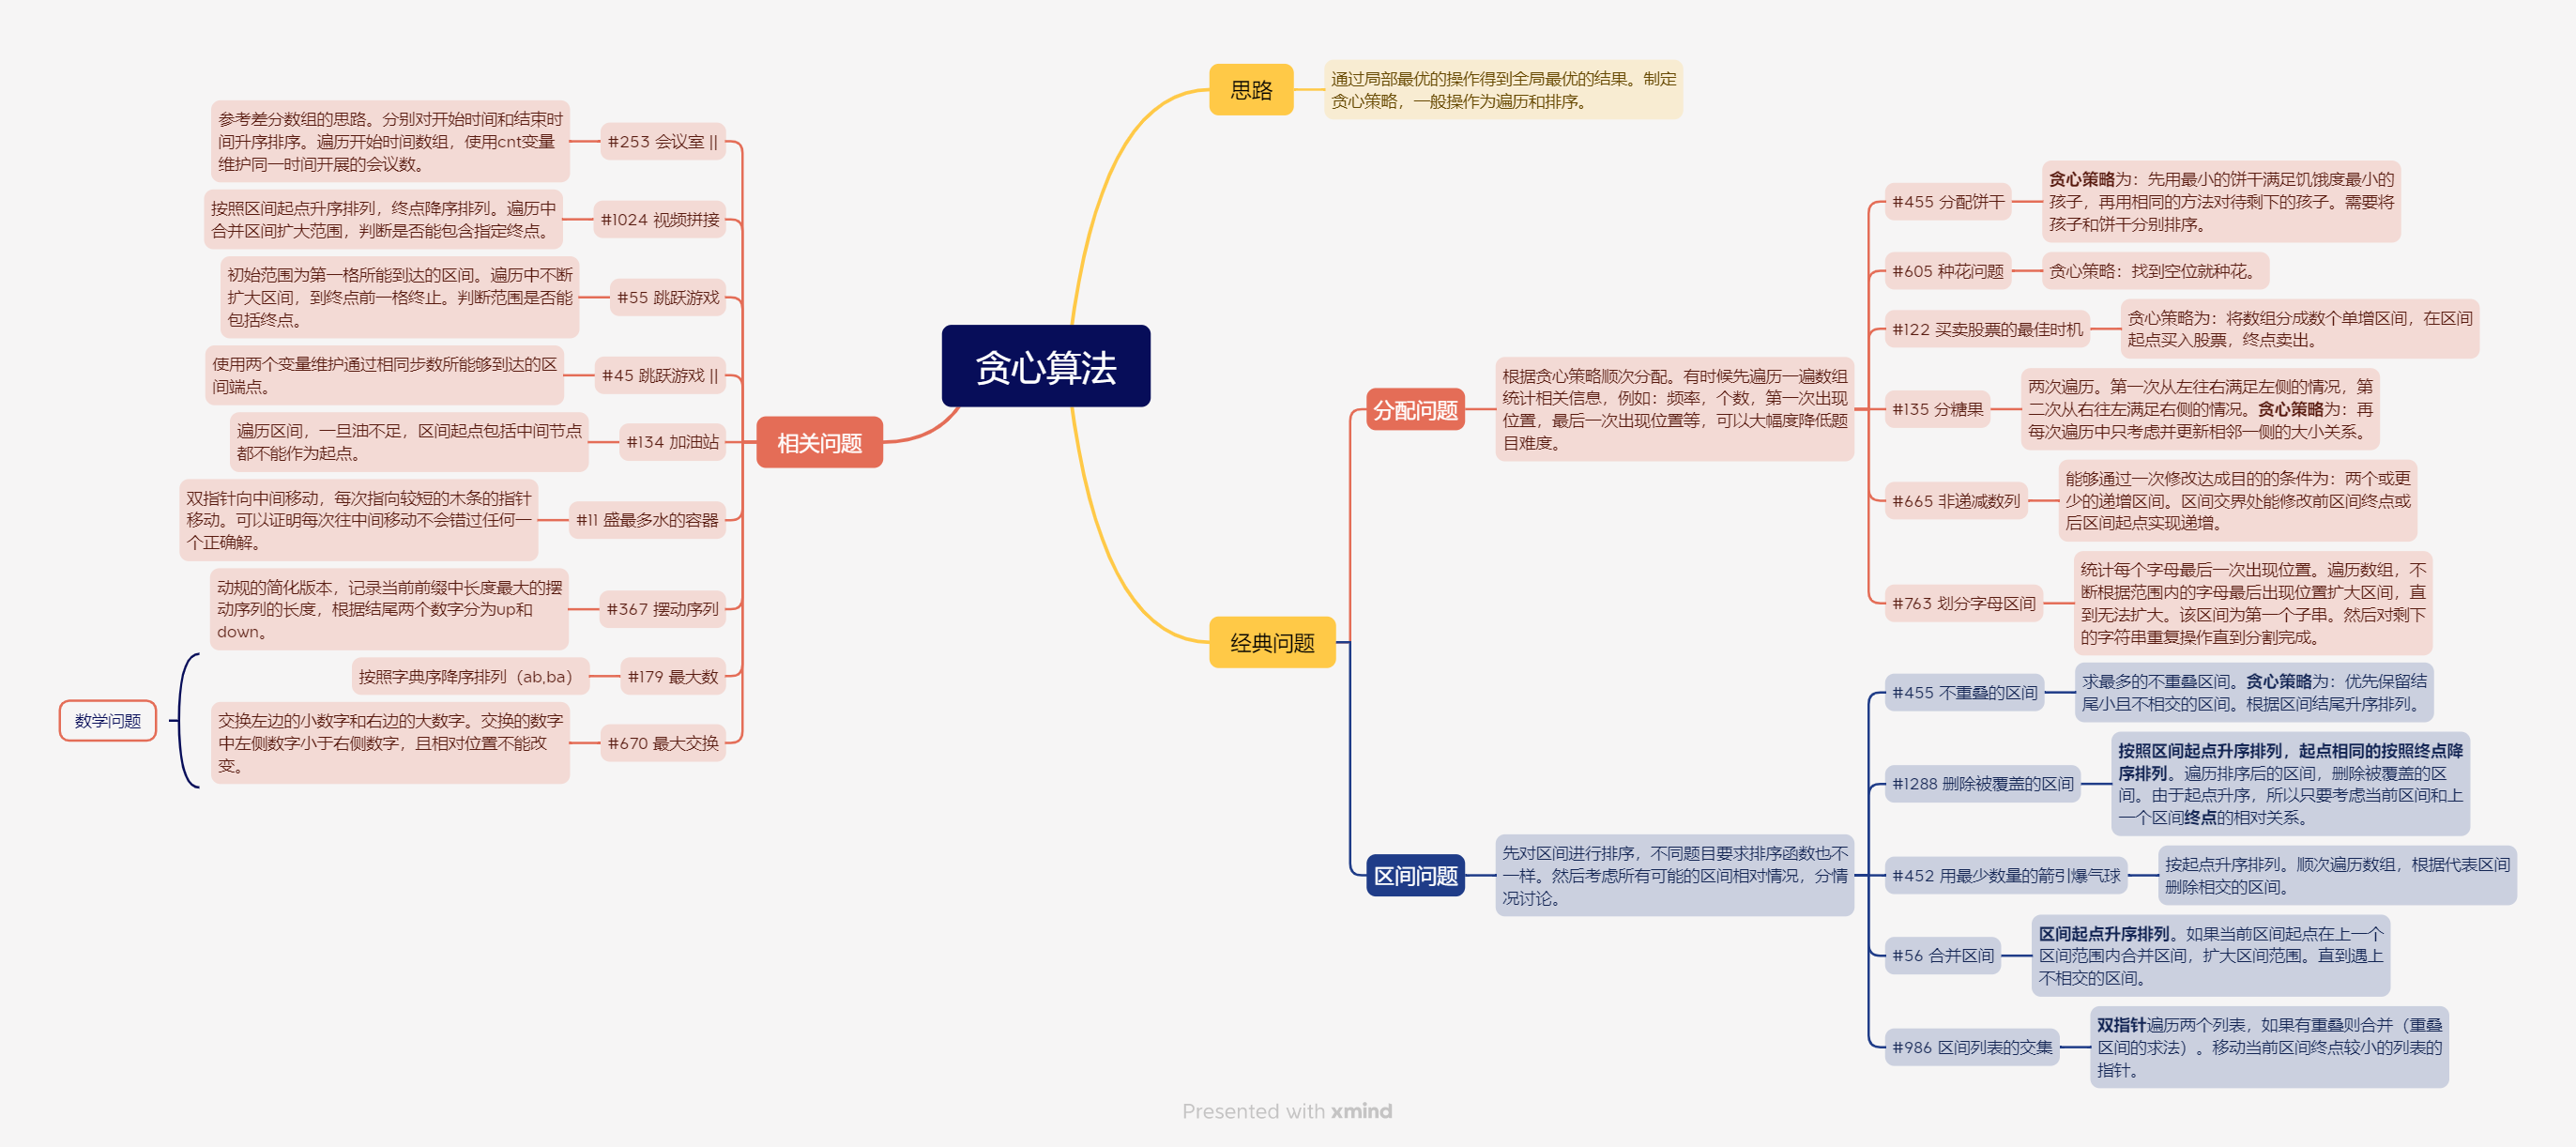 贪心算法
思路
通过局部最优的操作得到全局最优的结果。制定
贪心策略，一般操作为遍历和排序。
经典问题
分配问题
根据贪心策略顺次分配。有时候先遍历一遍数组
统计相关信息，例如：频率，个数，第一次出现
位置，最后一次出现位置等，可以大幅度降低题
目难度。
#455 分配饼干
贪心策略为：先用最小的饼干满足饥饿度最小的
孩子，再用相同的方法对待剩下的孩子。需要将
孩子和饼干分别排序。
#605 种花问题
贪心策略：找到空位就种花。
#122 买卖股票的最佳时机
贪心策略为：将数组分成数个单增区间，在区间
起点买入股票，终点卖出。
#135 分糖果
两次遍历。第一次从左往右满足左侧的情况，第
二次从右往左满足右侧的情况。贪心策略为：再
每次遍历中只考虑并更新相邻一侧的大小关系。
#665 非递减数列
能够通过一次修改达成目的的条件为：两个或更
少的递增区间。区间交界处能修改前区间终点或
后区间起点实现递增。
#763 划分字母区间
统计每个字母最后一次出现位置。遍历数组，不
断根据范围内的字母最后出现位置扩大区间，直
到无法扩大。该区间为第一个子串。然后对剩下
的字符串重复操作直到分割完成。
区间问题
先对区间进行排序，不同题目要求排序函数也不
一样。然后考虑所有可能的区间相对情况，分情
况讨论。
#455 不重叠的区间
求最多的不重叠区间。贪心策略为：优先保留结
尾小且不相交的区间。根据区间结尾升序排列。
#1288 删除被覆盖的区间
按照区间起点升序排列，起点相同的按照终点降
序排列。遍历排序后的区间，删除被覆盖的区
间。由于起点升序，所以只要考虑当前区间和上
一个区间终点的相对关系。
#452 用最少数量的箭引爆气球
按起点升序排列。顺次遍历数组，根据代表区间
删除相交的区间。
#56 合并区间
区间起点升序排列。如果当前区间起点在上一个
区间范围内合并区间，扩大区间范围。直到遇上
不相交的区间。
#986 区间列表的交集
双指针遍历两个列表，如果有重叠则合并（重叠
区间的求法）。移动当前区间终点较小的列表的
指针。
相关问题
#253 会议室 ||
参考差分数组的思路。分别对开始时间和结束时
间升序排序。遍历开始时间数组，使用cnt变量
维护同一时间开展的会议数。
#1024 视频拼接
按照区间起点升序排列，终点降序排列。遍历中
合并区间扩大范围，判断是否能包含指定终点。
#55 跳跃游戏
初始范围为第一格所能到达的区间。遍历中不断
扩大区间，到终点前一格终止。判断范围是否能
包括终点。
#45 跳跃游戏 ||
使用两个变量维护通过相同步数所能够到达的区
间端点。
#134 加油站
遍历区间，一旦油不足，区间起点包括中间节点
都不能作为起点。
#11 盛最多水的容器
双指针向中间移动，每次指向较短的木条的指针
移动。可以证明每次往中间移动不会错过任何一
个正确解。
#367 摆动序列
动规的简化版本，记录当前前缀中长度最大的摆
动序列的长度，根据结尾两个数字分为up和
down。
#179 最大数
按照字典序降序排列（ab,ba）
#670 最大交换
交换左边的小数字和右边的大数字。交换的数字
中左侧数字小于右侧数字，且相对位置不能改
变。
数学问题
Presented with xmind